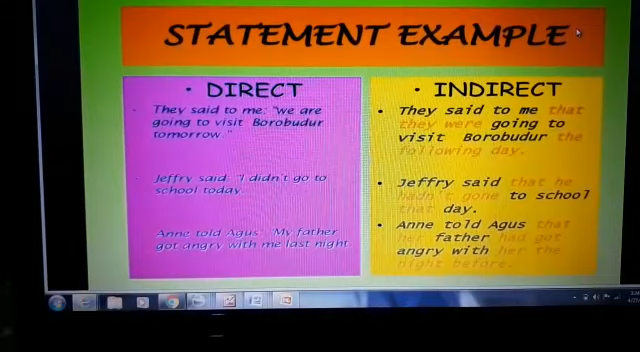 STATEMENT EXAMPLE
• DIRECT
They said to me: "we are
going to visit Borobudur
tomorrow."
Jeffry said: "I didn't go to
school today
Anne told Agus: "My father
got angry with me last night
• INDIRECT
• They said to me that
they were going to
visit Borobudur the
following day.
• Jeffry said that he
hadn't gone to school
that day.
• Anne told Agus that
her father had got
angry with her the
night before.